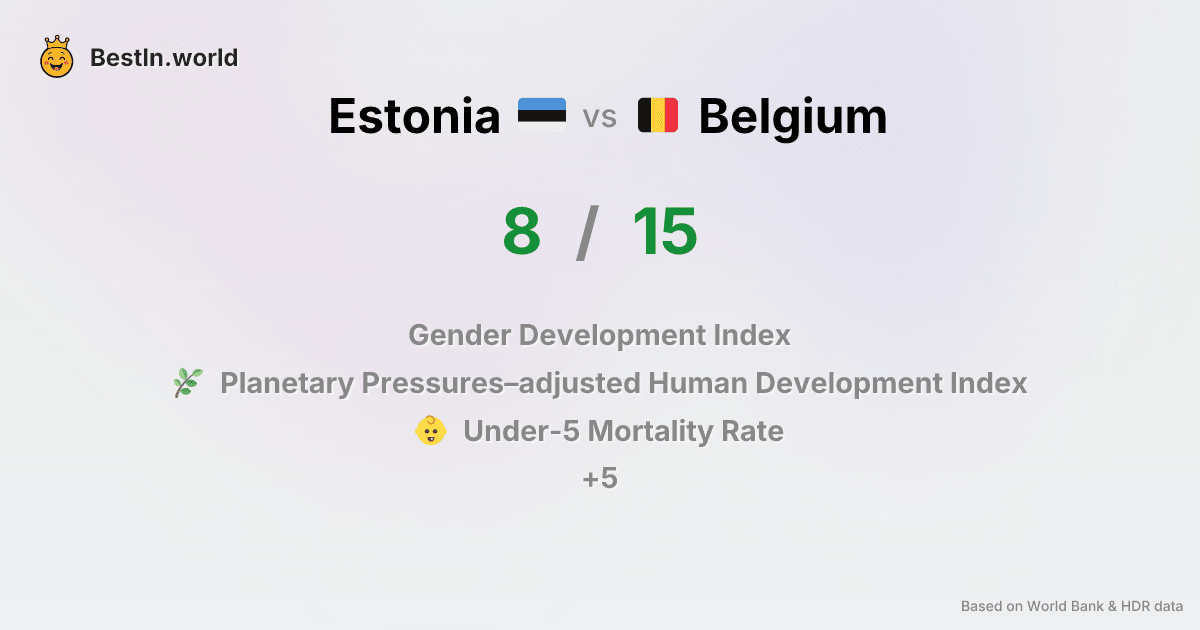 BestIn.world
Estonia vs Belgium
8 / 15
Gender Development Index
Planetary Pressures–adjusted Human Development Index
Under-5 Mortality Rate
+5
Based on World Bank & HDR data